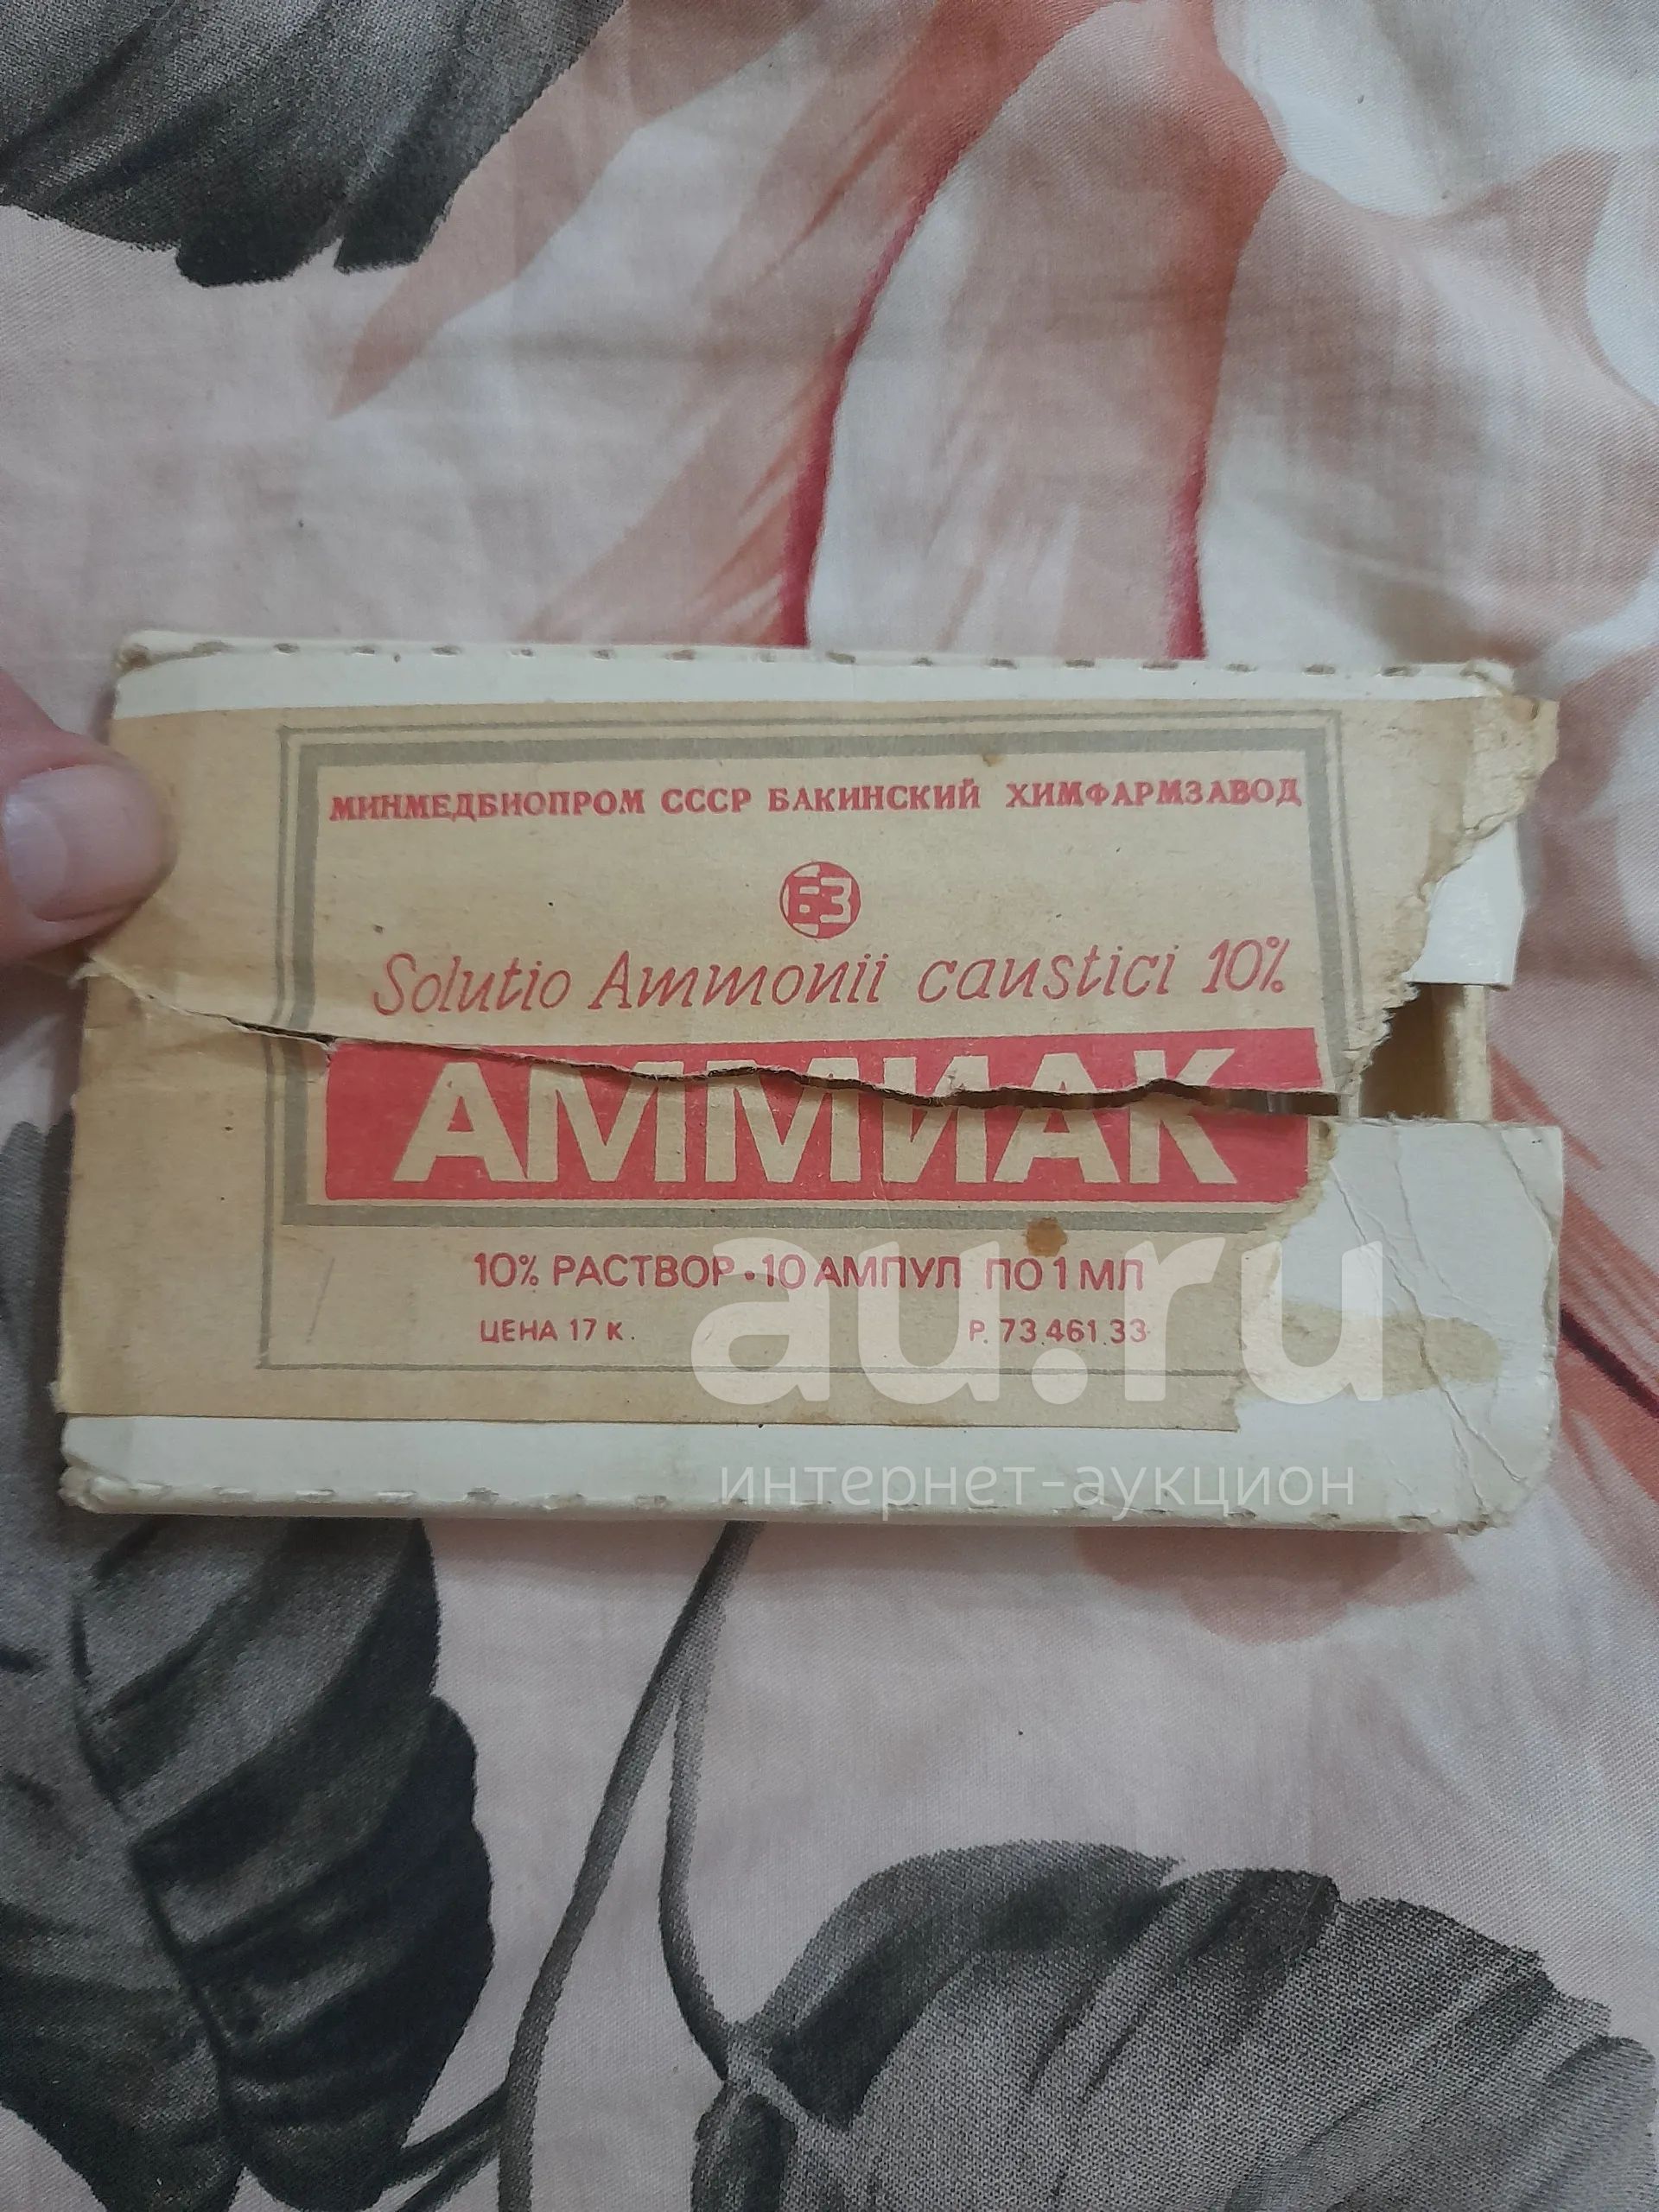 МИНМЕДБИОПРОМ СССР БАКИНСКИЙ ХИМФАРМЗАВОД
БЗ
Solutio Ammonii caustici 10%
АММИАК
10% РАСТВОР • 10 АМПУЛ ПО 1 МЛ
ЦЕНА 17 К. Р. 73.461.33
au.ru
интернет-аукцион